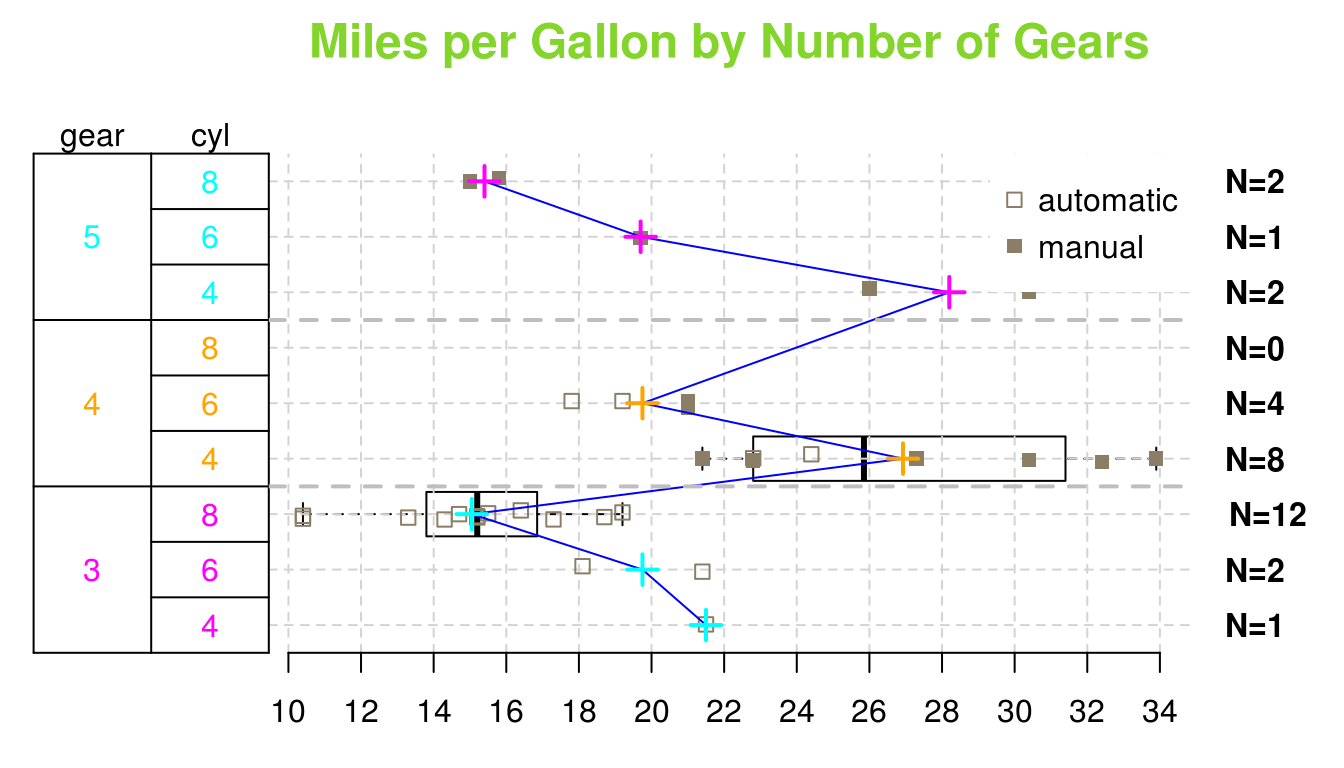 Miles per Gallon by Number of Gears
gear cyl
8 N=2
automatic
5 6 N=1
manual
4 N=2
8 N=0
4 6 N=4
4 N=8
8 N=12
3 6 N=2
4 N=1
10 12 14 16 18 20 22 24 26 28 30 32 34